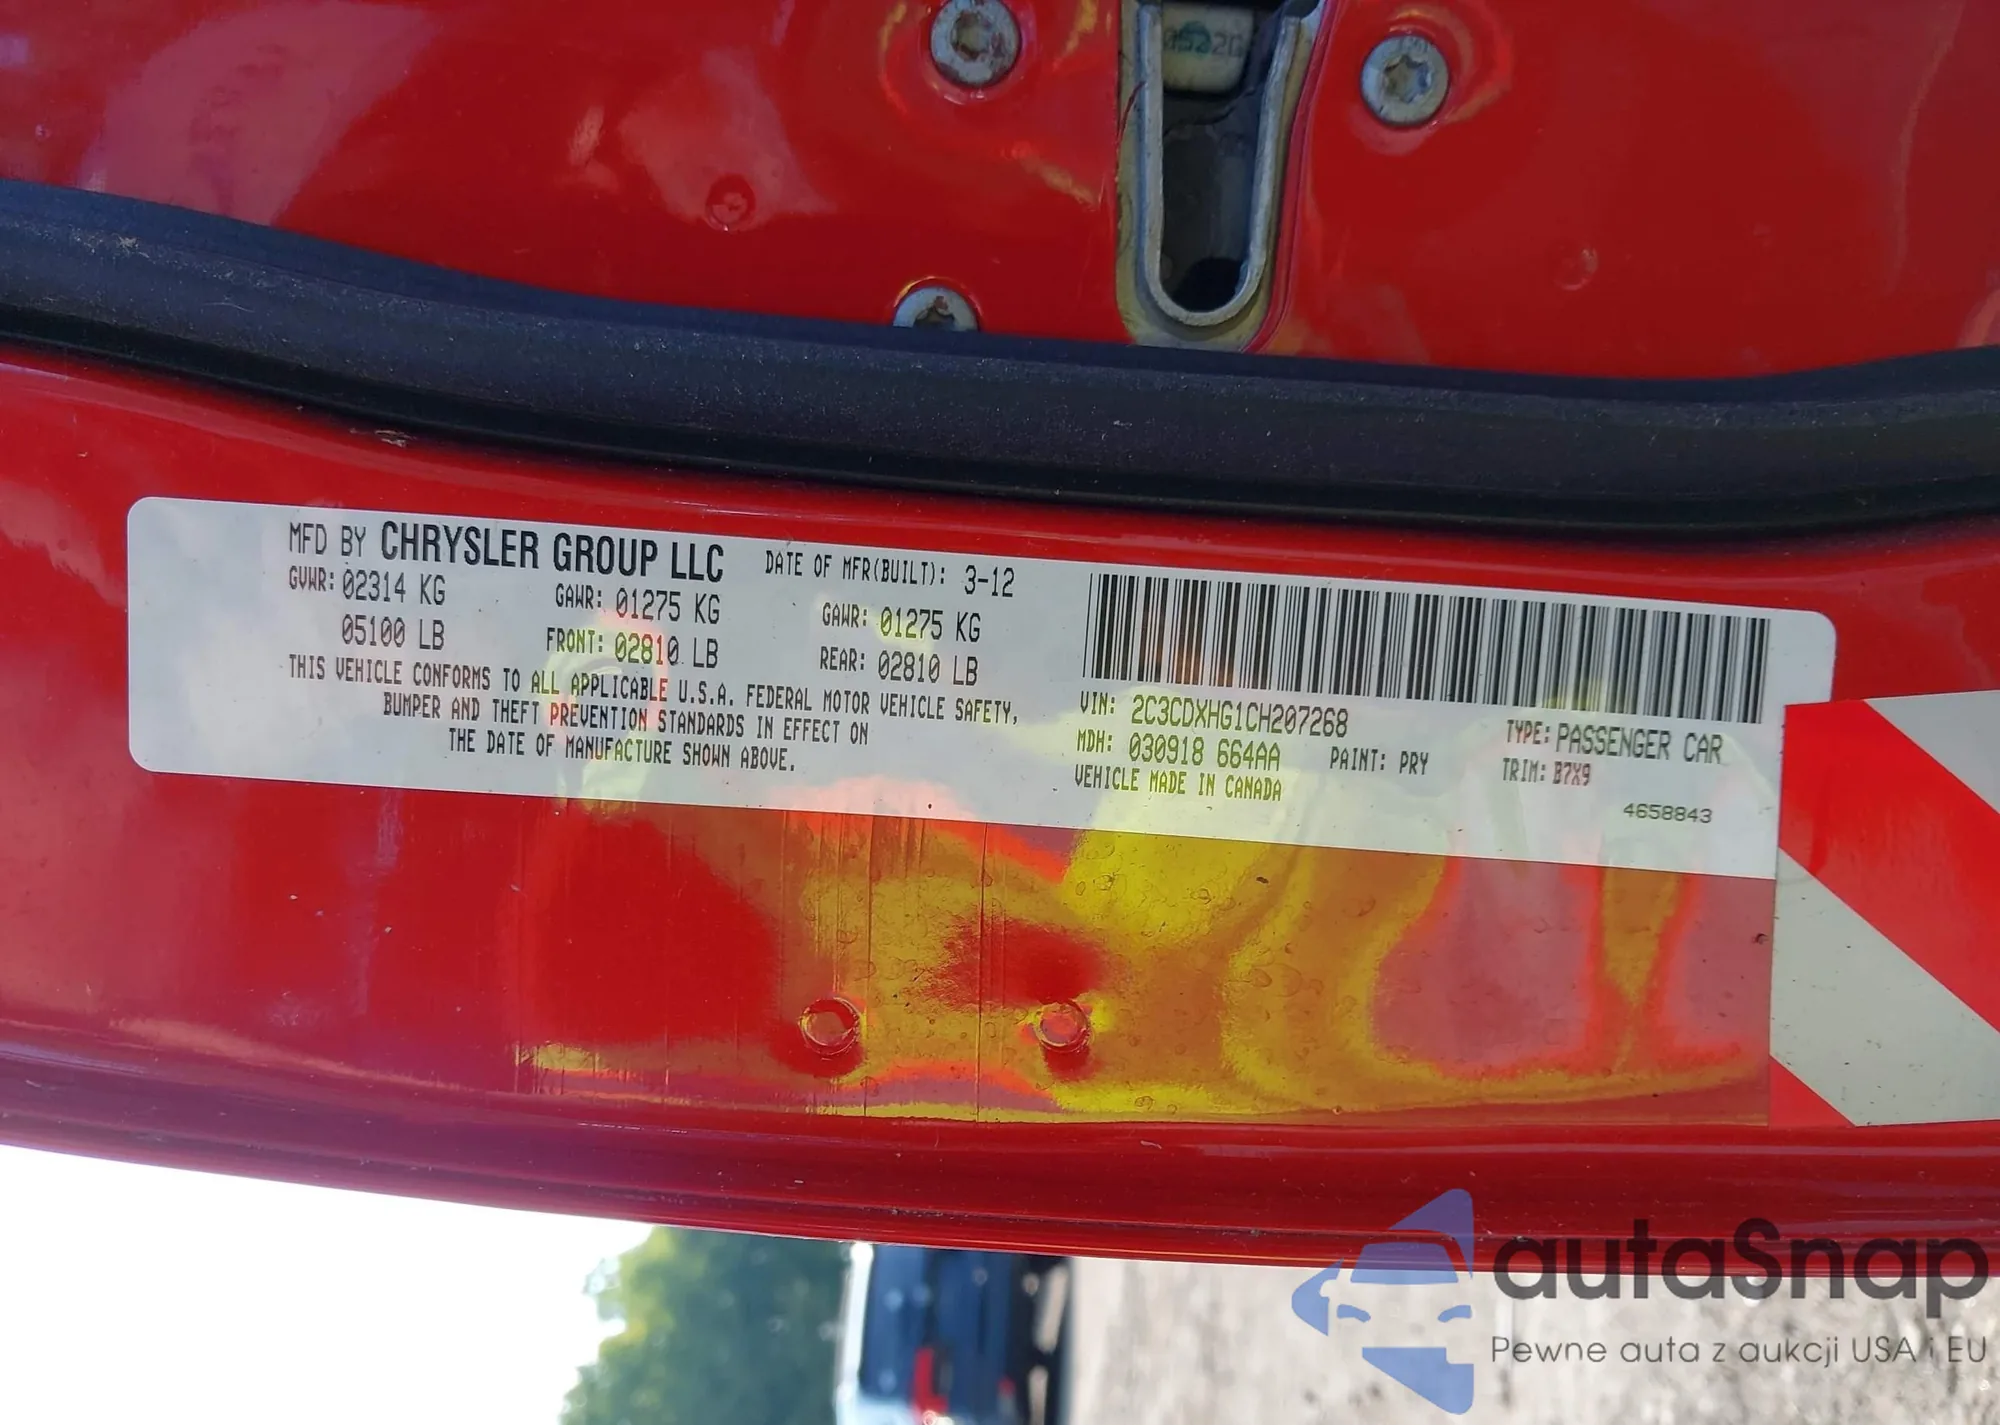 MFD BY CHRYSLER GROUP LLC DATE OF MFR(BUILT): 3-12
GVWR: 02314 KG GAWR: 01275 KG GAWR: 01275 KG
05100 LB FRONT: 02810 LB REAR: 02810 LB
THIS VEHICLE CONFORMS TO ALL APPLICABLE U.S.A. FEDERAL MOTOR VEHICLE SAFETY,
BUMPER AND THEFT PREVENTION STANDARDS IN EFFECT ON
THE DATE OF MANUFACTURE SHOWN ABOVE.
VIN: 2C3CDXHG1CH207268 TYPE: PASSENGER CAR
MDH: 030918 664AA PAINT: PRY TRIM: B7X9
VEHICLE MADE IN CANADA
4658843
autaSnap
Pewne auta z aukcji USA i EU